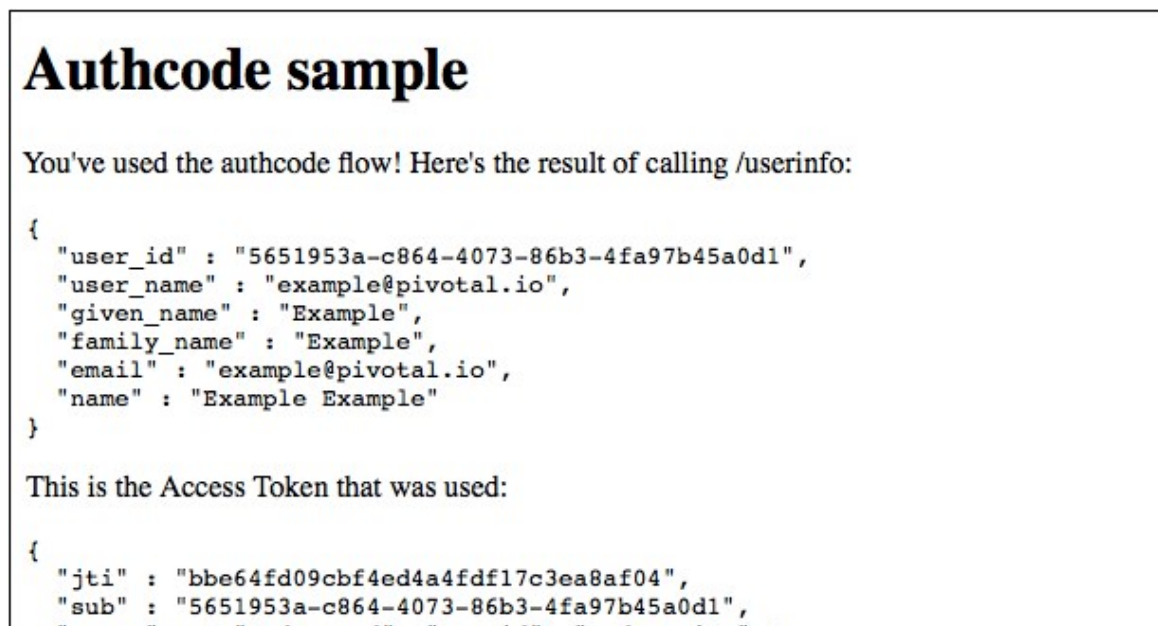 Authcode sample
You've used the authcode flow! Here's the result of calling /userinfo:
{
"user_id" : "5651953a-c864-4073-86b3-4fa97b45a0d1",
"user_name" : "example@pivotal.io",
"given_name" : "Example",
"family_name" : "Example",
"email" : "example@pivotal.io",
"name" : "Example Example"
}
This is the Access Token that was used:
{
"jti" : "bbe64fd09cbf4ed4a4fdf17c3ea8af04",
"sub" : "5651953a-c864-4073-86b3-4fa97b45a0d1",